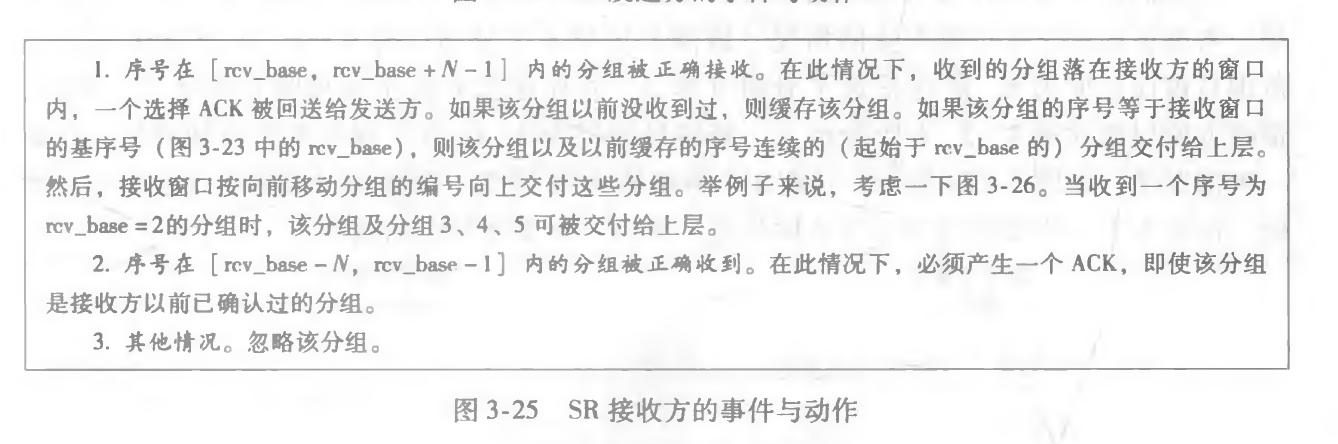 1. 序号在 [rcv_base, rcv_base + N - 1] 内的分组被正确接收。在此情况下，收到的分组落在接收方的窗口
内，一个选择 ACK 被回送给发送方。如果该分组以前没收到过，则缓存该分组。如果该分组的序号等于接收窗口
的基序号（图 3-23 中的 rcv_base），则该分组以及以前缓存的序号连续的（起始于 rcv_base 的）分组交付给上层。
然后，接收窗口按向前移动分组的编号向上交付这些分组。举例子来说，考虑一下图 3-26。当收到一个序号为
rcv_base = 2的分组时，该分组及分组 3、4、5 可被交付给上层。
2. 序号在 [rcv_base - N, rcv_base - 1] 内的分组被正确收到。在此情况下，必须产生一个 ACK，即使该分组
是接收方以前已确认过的分组。
3. 其他情况。忽略该分组。
图 3-25 SR 接收方的事件与动作